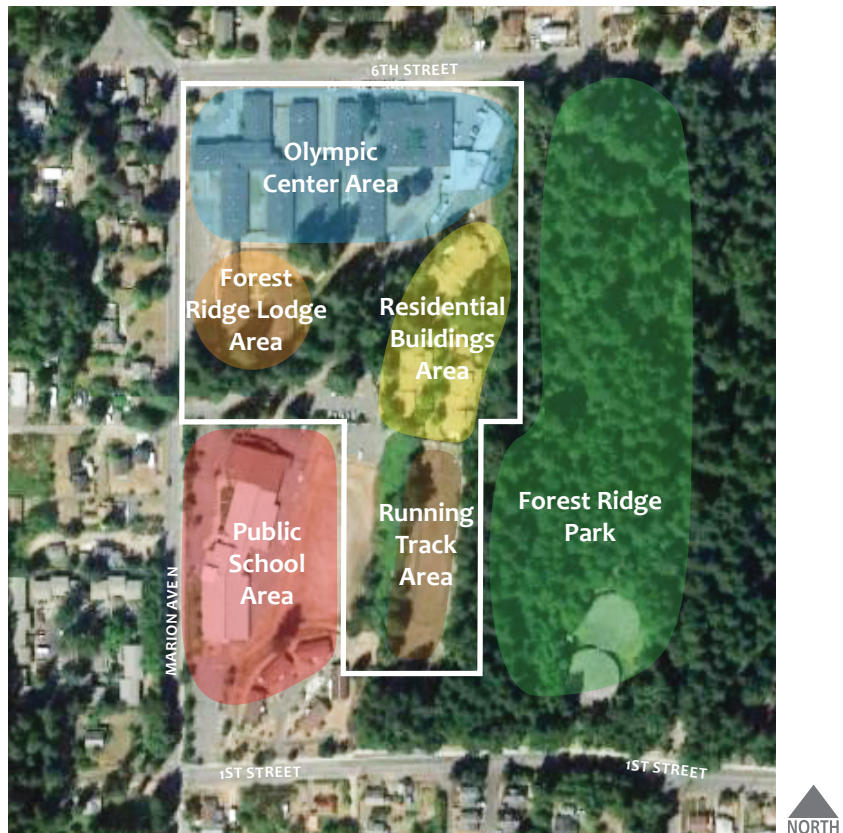 6TH STREET
Olympic
Center Area
Forest
Ridge Lodge
Area
Residential
Buildings
Area
Public
School
Area
Running
Track
Area
Forest Ridge
Park
MARION AVE N
1ST STREET
1ST STREET
NORTH